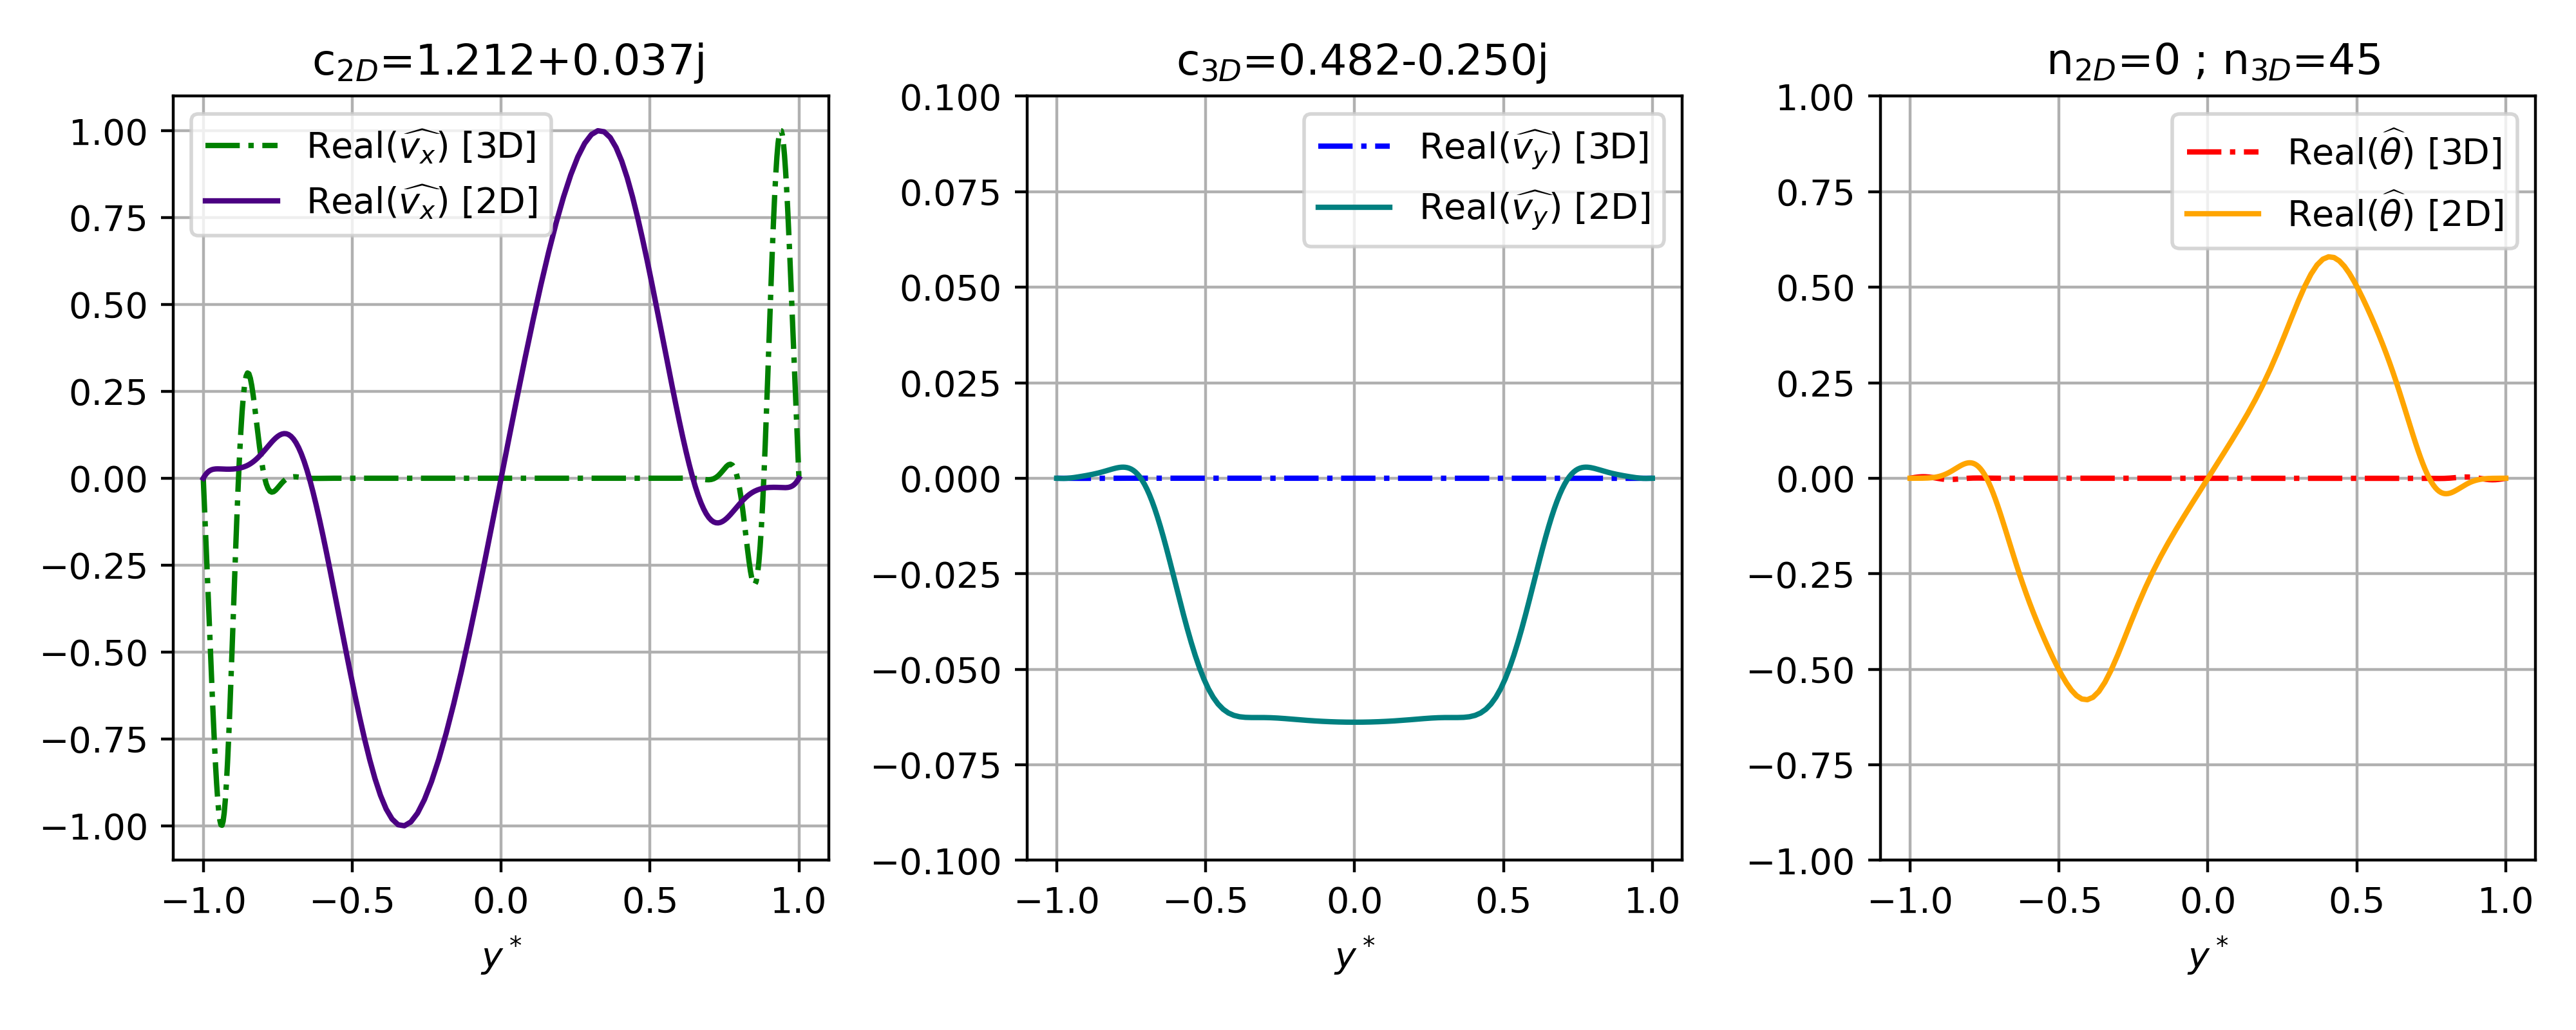 c2D=1.212+0.037j
1.00
0.75
0.50
0.25
0.00
−0.25
−0.50
−0.75
−1.00
Real(v̂x) [3D]
Real(v̂x) [2D]
−1.0 −0.5 0.0 0.5 1.0
y*
c3D=0.482-0.250j
0.100
0.075
0.050
0.025
0.000
−0.025
−0.050
−0.075
−0.100
Real(v̂y) [3D]
Real(v̂y) [2D]
−1.0 −0.5 0.0 0.5 1.0
y*
n2D=0 ; n3D=45
1.00
0.75
0.50
0.25
0.00
−0.25
−0.50
−0.75
−1.00
Real(θ̂) [3D]
Real(θ̂) [2D]
−1.0 −0.5 0.0 0.5 1.0
y*